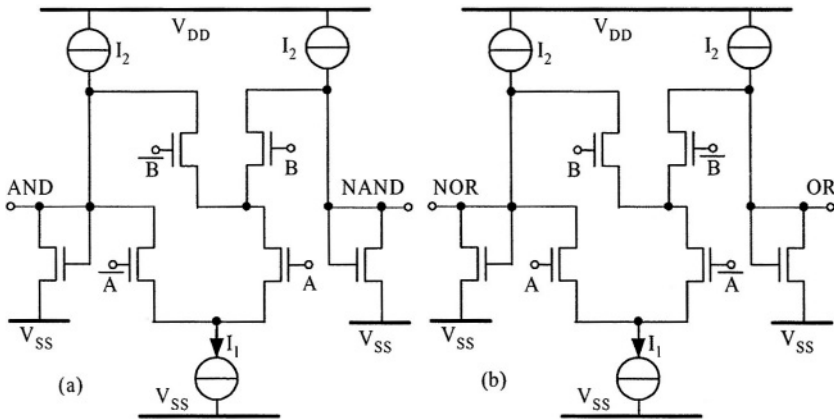 V_DD V_DD
I_2 I_2 I_2 I_2
B̅ B B B̅
AND NAND NOR OR
A̅ A A A̅
V_SS V_SS V_SS V_SS
I_1 I_1
(a) (b)
V_SS V_SS